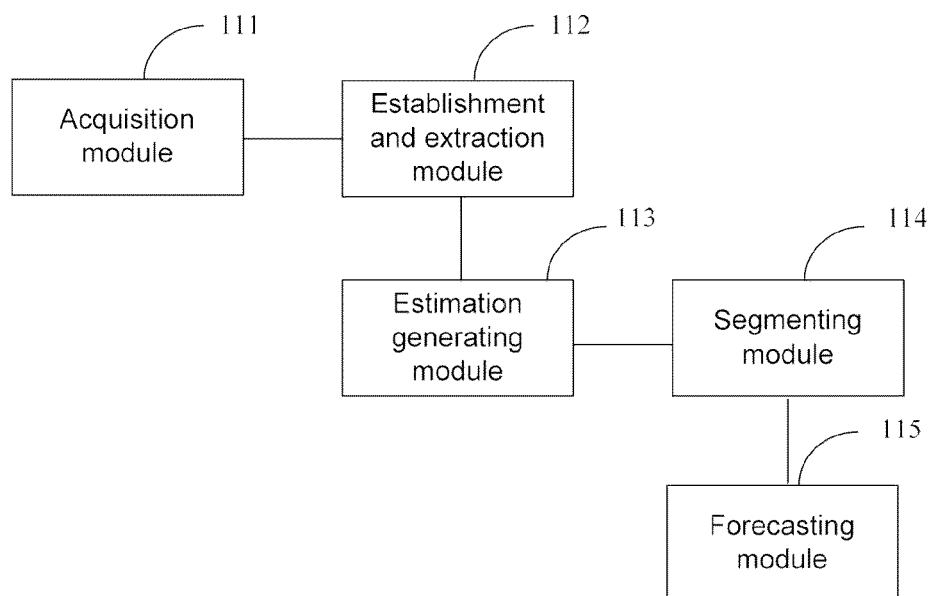 111
Acquisition
module
112
Establishment
and extraction
module
113
Estimation
generating
module
114
Segmenting
module
115
Forecasting
module